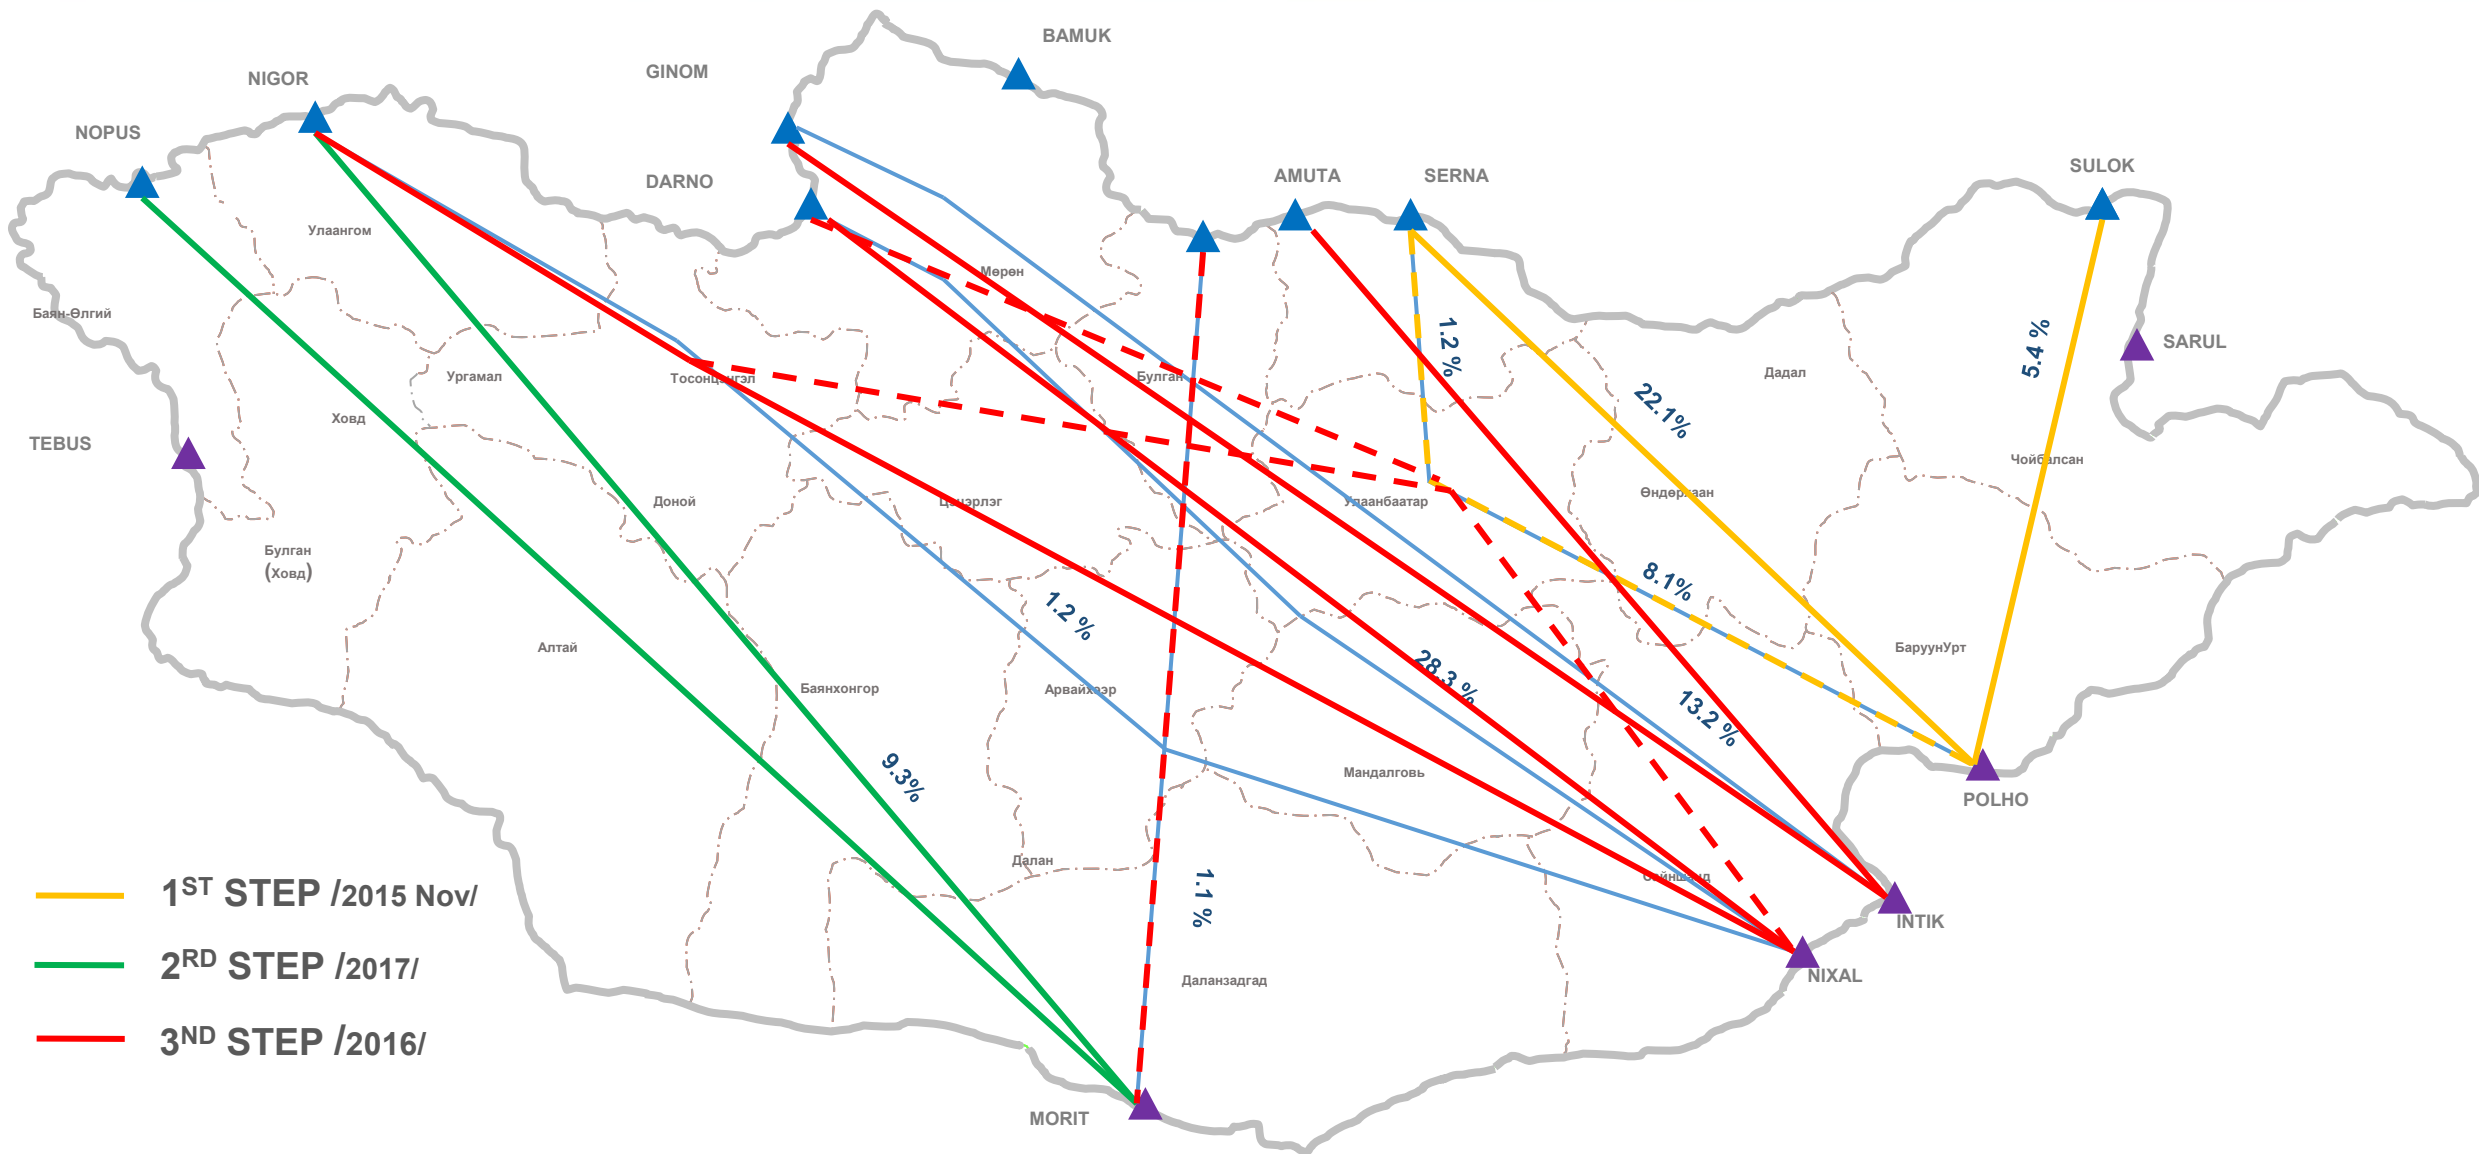 BAMUK
GINOM
NIGOR
NOPUS
DARNO
AMUTA
SERNA
SULOK
Улаангом
Мөрөн
Баян-Өлгий
SARUL
1.2 %
5.4 %
Ургамал
Тосонцэнгэл
Булган
Дадал
22.1%
Ховд
TEBUS
Чойбалсан
Доной
Цэцэрлэг
Улаанбаатар
Өндөрхаан
Булган
(Ховд)
8.1%
1.2 %
Алтай
БаруунУрт
28.3 %
Баянхонгор
Арвайхээр
13.2 %
9.3%
Мандалговь
POLHO
Далан
Сайншанд
1.1 %
1ST STEP /2015 Nov/
INTIK
2RD STEP /2017/
NIXAL
Даланзадгад
3ND STEP /2016/
MORIT